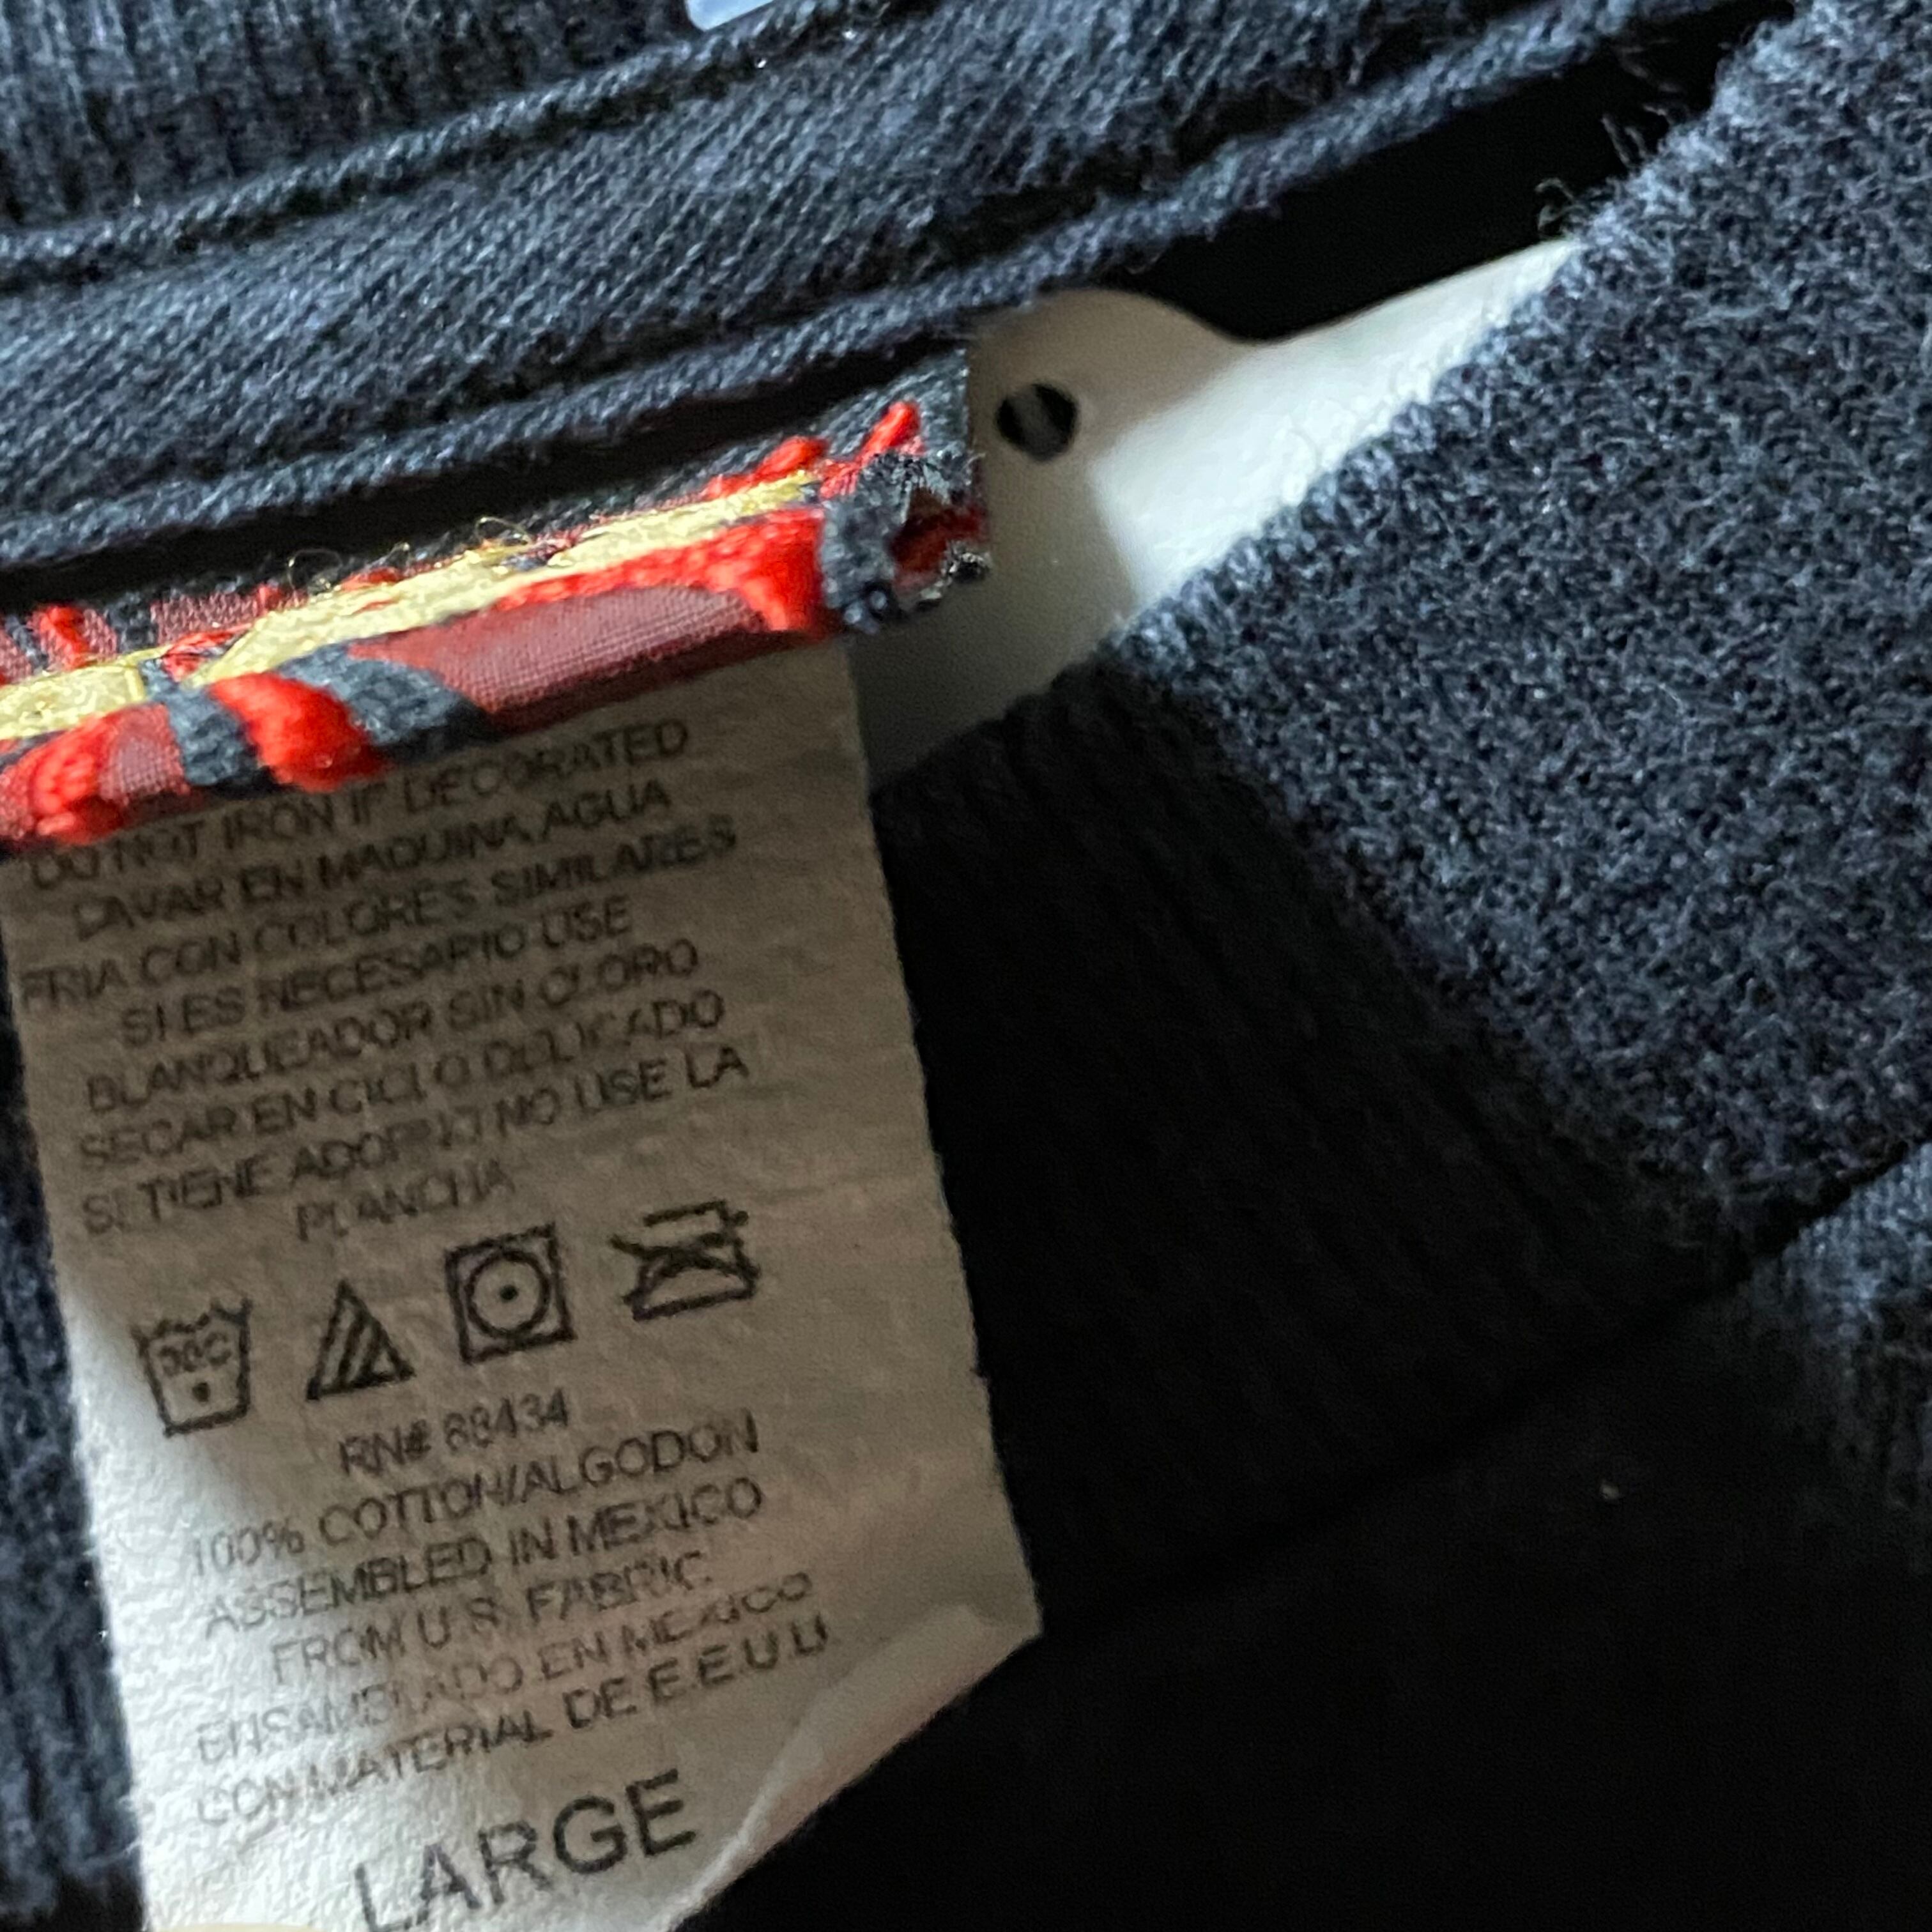 DO NOT IRON IF DECORATED
LAVAR EN MAQUINA, AGUA
FRIA CON COLORES SIMILARES
SI ES NECESARIO USE
BLANQUEADOR SIN CLORO
SECAR EN CICLO DELICADO
SI TIENE ADORNO NO USE LA
PLANCHA
30C
RN# 88434
100% COTTON/ALGODON
ASSEMBLED IN MEXICO
FROM U.S. FABRIC
ENSAMBLADO EN MEXICO
CON MATERIAL DE E.E.U.U
LARGE